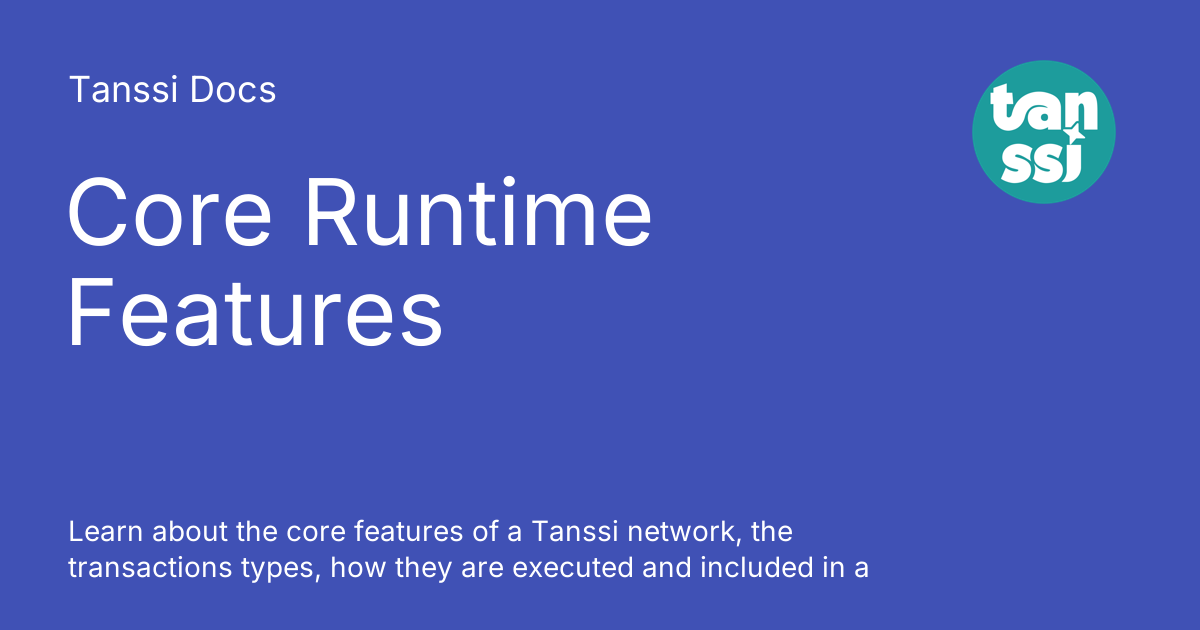 Tanssi Docs
tan
ssi
Core Runtime
Features
Learn about the core features of a Tanssi network, the
transactions types, how they are executed and included in a